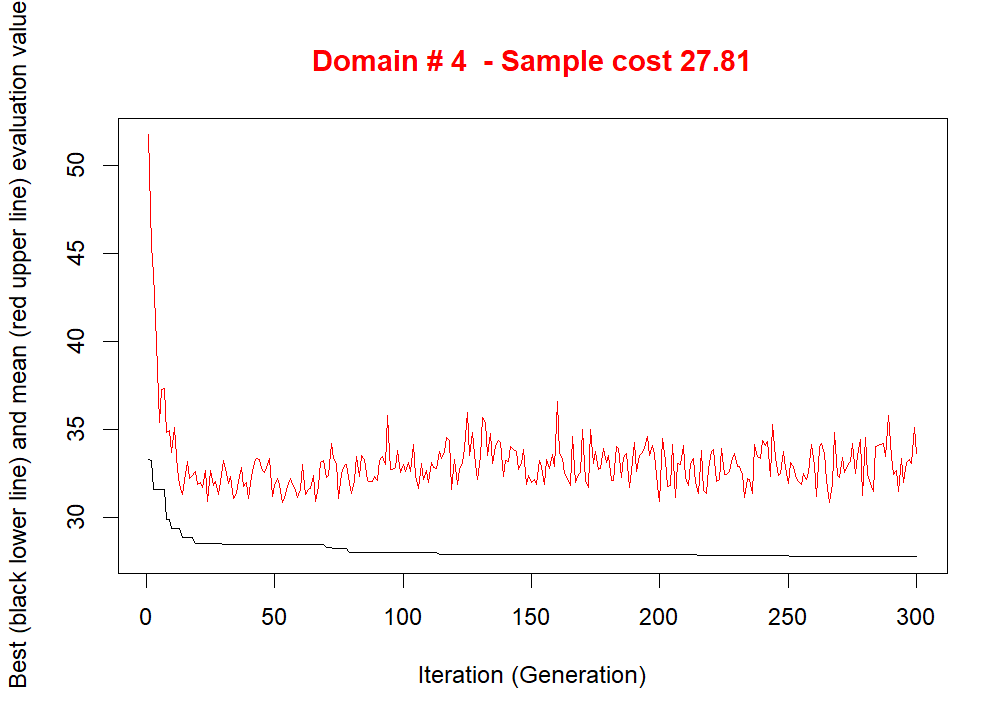 Domain # 4  - Sample cost 27.81
Best (black lower line) and mean (red upper line) evaluation value
50
45
40
35
30
0 50 100 150 200 250 300
Iteration (Generation)